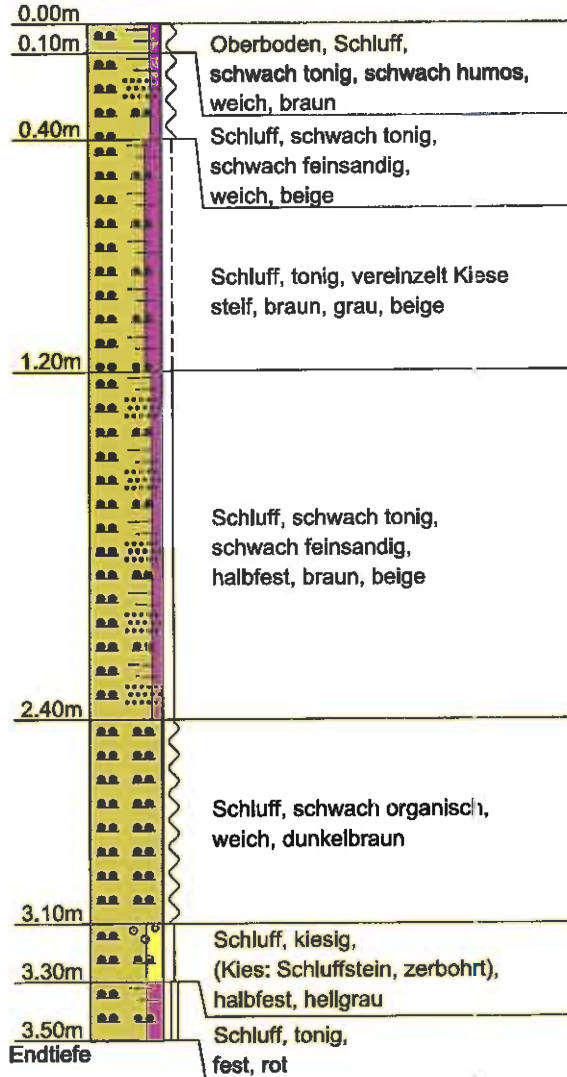 0.00m
0.10m
Oberboden, Schluff,
schwach tonig, schwach humos,
weich, braun
0.40m
Schluff, schwach tonig,
schwach feinsandig,
weich, beige
Schluff, tonig, vereinzelt Kiese
steif, braun, grau, beige
1.20m
Schluff, schwach tonig,
schwach feinsandig,
halbfest, braun, beige
2.40m
Schluff, schwach organisch,
weich, dunkelbraun
3.10m
Schluff, kiesig,
(Kies: Schluffstein, zerbohrt),
halbfest, hellgrau
3.30m
Schluff, tonig,
fest, rot
3.50m
Endtiefe